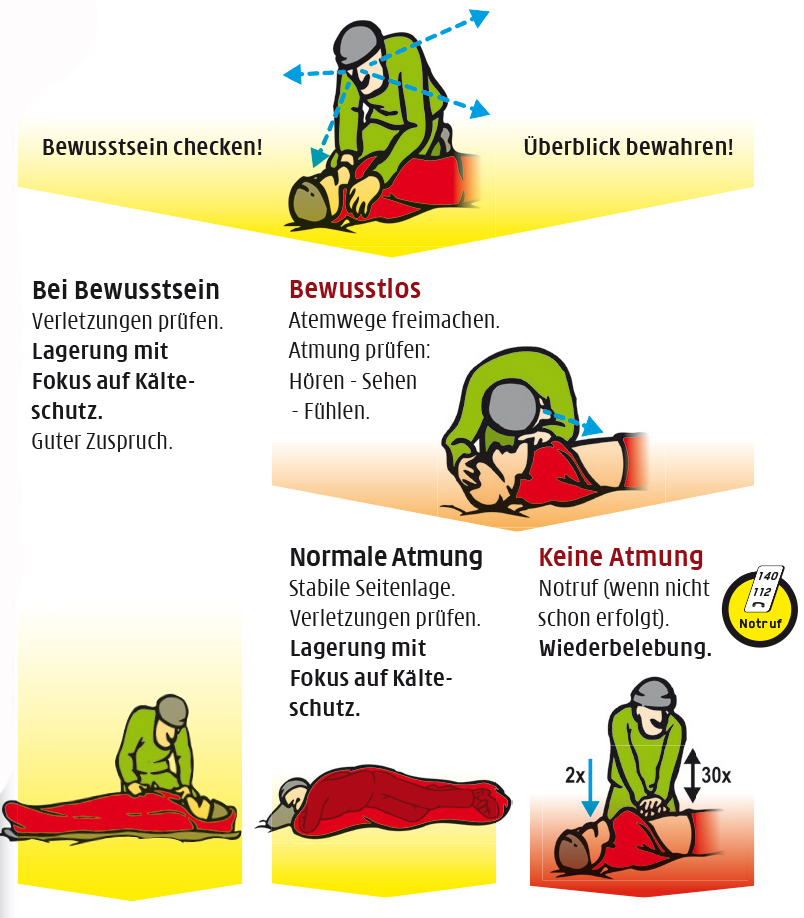 Bewusstsein checken!
Überblick bewahren!
Bei Bewusstsein
Verletzungen prüfen.
Lagerung mit
Fokus auf Kälte-
schutz.
Guter Zuspruch.
Bewusstlos
Atemwege freimachen.
Atmung prüfen:
Hören - Sehen
- Fühlen.
Normale Atmung
Stabile Seitenlage.
Verletzungen prüfen.
Lagerung mit
Fokus auf Kälte-
schutz.
Keine Atmung
Notruf (wenn nicht
schon erfolgt).
Wiederbelebung.
140
112
Notruf
2x
30x